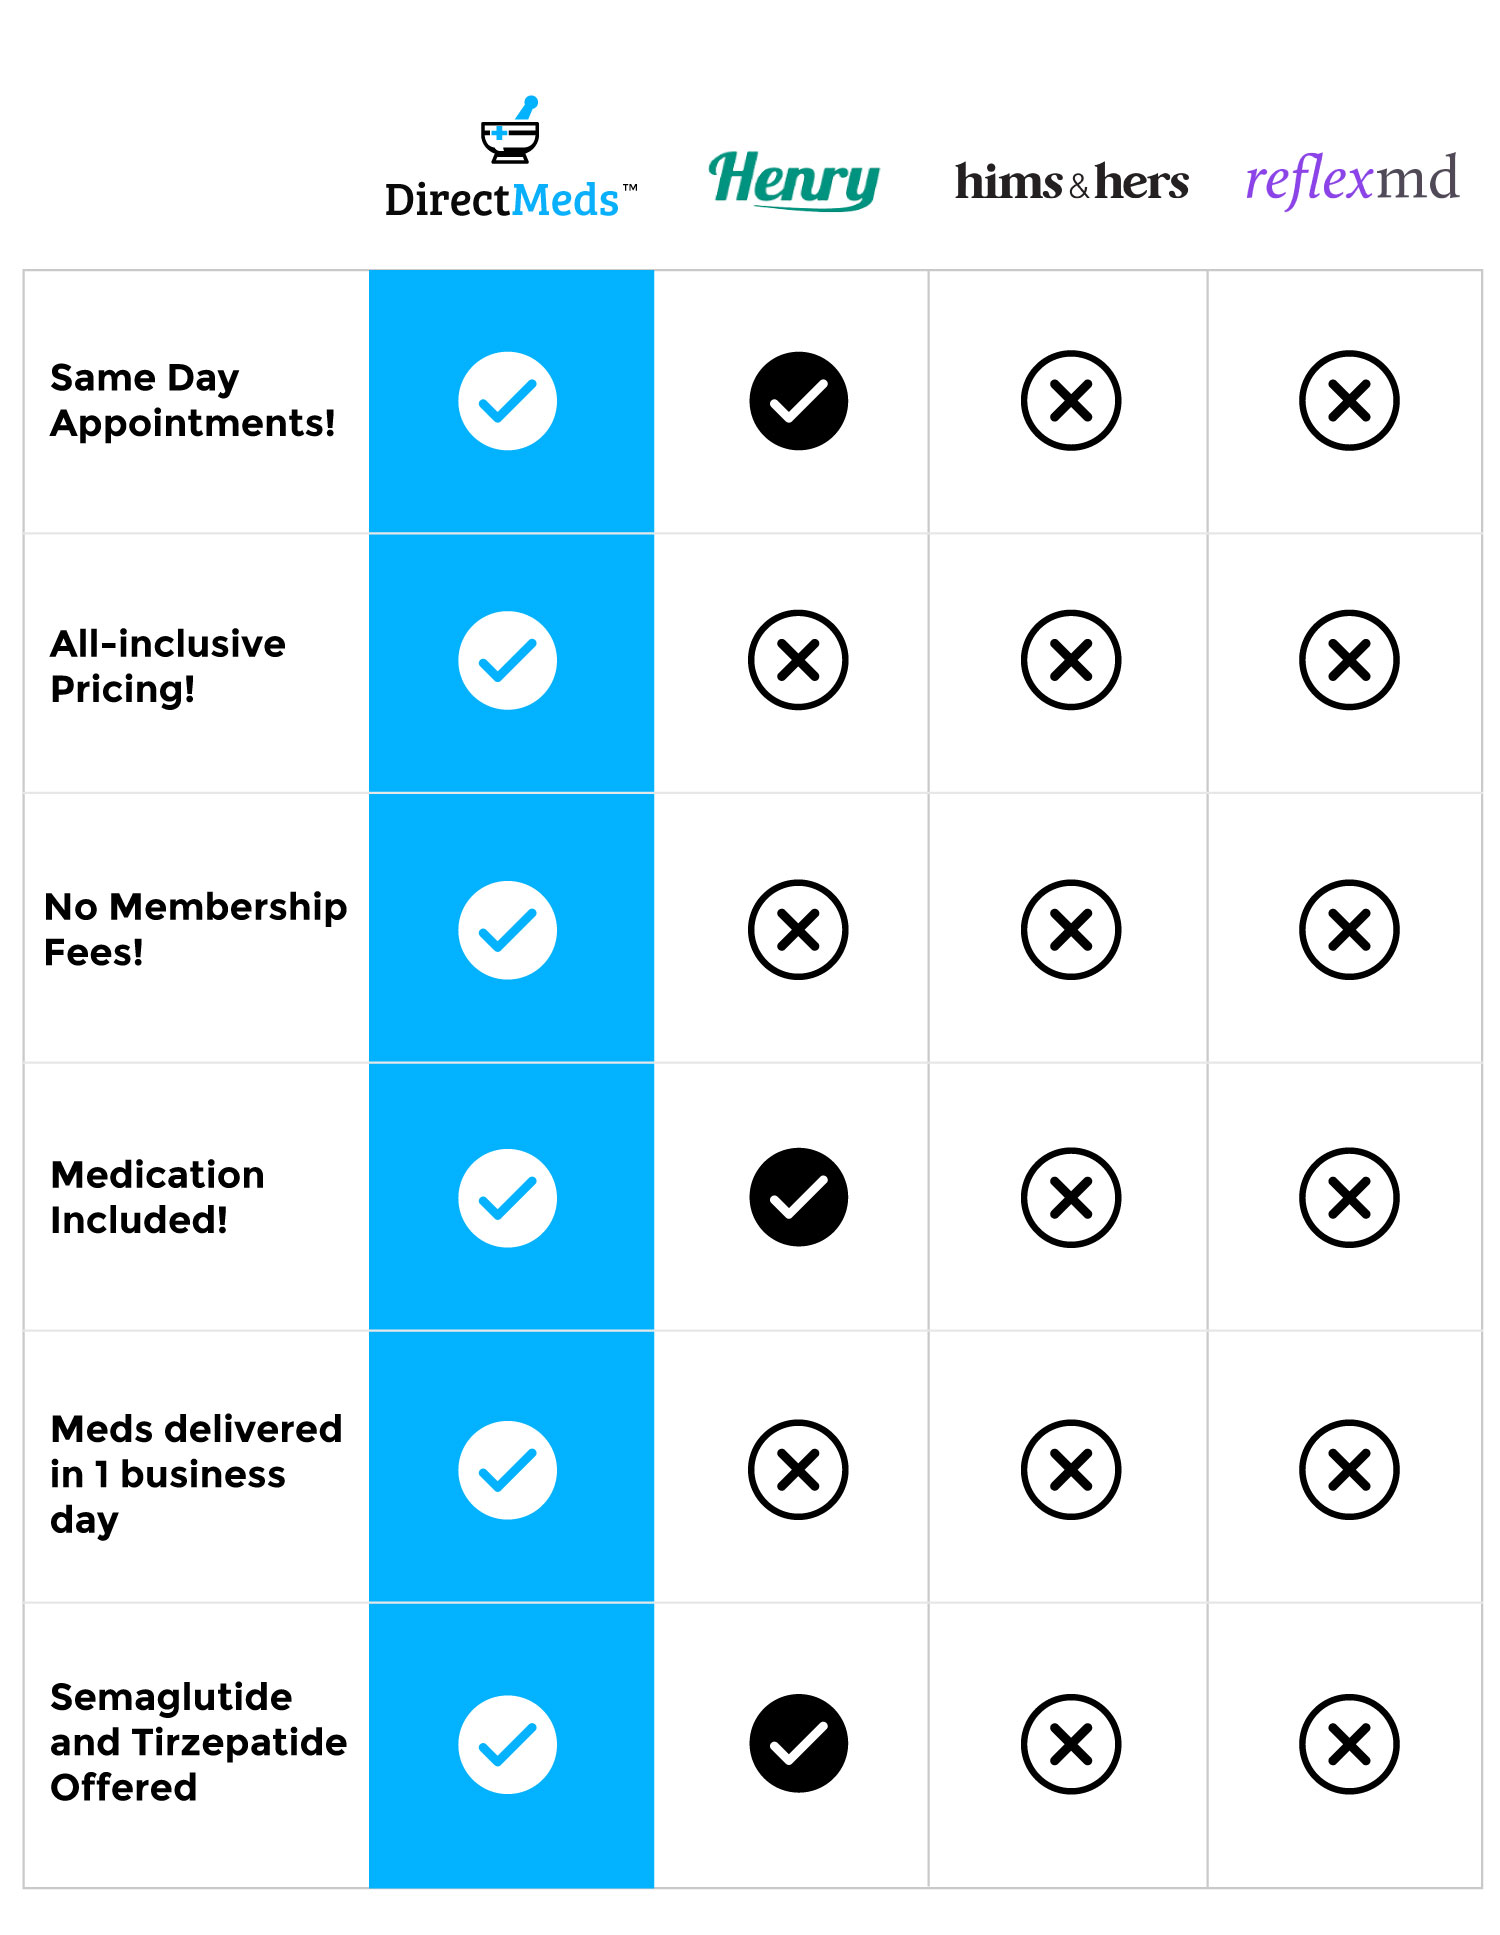 DirectMeds™
Henry
hims & hers
reflexmd
Same Day
Appointments!
All-inclusive
Pricing!
No Membership
Fees!
Medication
Included!
Meds delivered
in 1 business
day
Semaglutide
and Tirzepatide
Offered